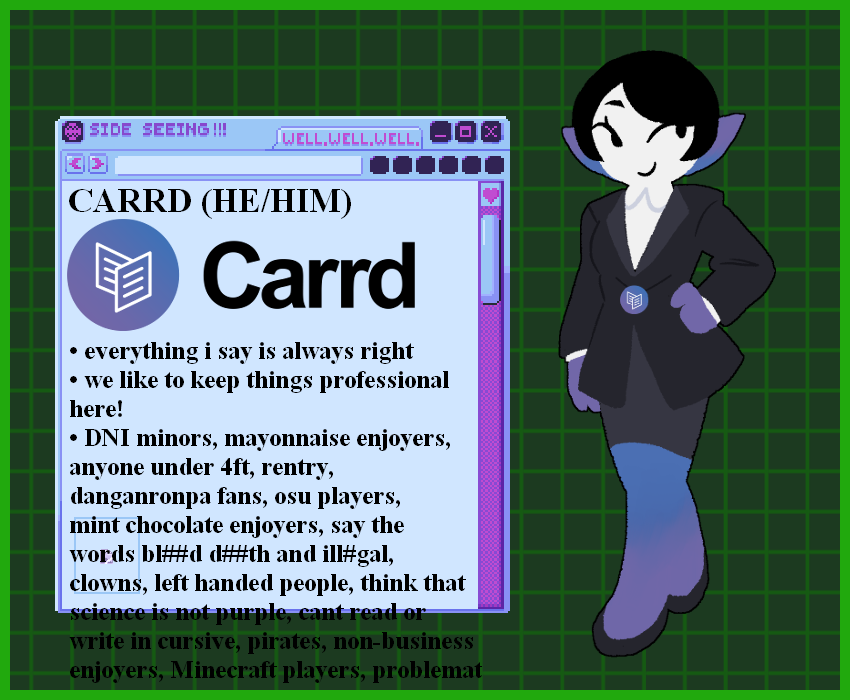 SIDE SEEING!!!
WELL.WELL.WELL.
CARRD (HE/HIM)
Carrd
• everything i say is always right
• we like to keep things professional
here!
• DNI minors, mayonnaise enjoyers,
anyone under 4ft, rentry,
danganronpa fans, osu players,
mint chocolate enjoyers, say the
words bl##d d##th and ill#gal,
clowns, left handed people, think that
science is not purple, cant read or
write in cursive, pirates, non-business
enjoyers, Minecraft players, problemat